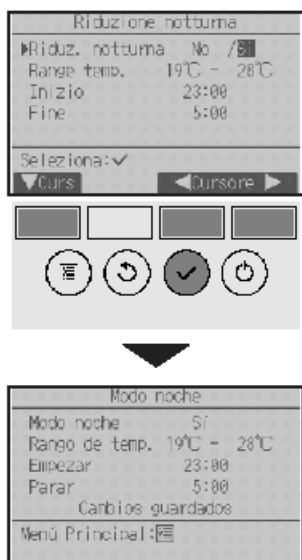 Riduzione notturna
▶Riduz. notturna No /Sì
Range temp. 19℃ - 28℃
Inizio 23:00
Fine 5:00
Seleziona:✓
▼Curs ◀Cursore ▶
Modo noche
Modo noche Sí
Rango de temp. 19℃ - 28℃
Empezar 23:00
Parar 5:00
Cambios guardados
Menú Principal: